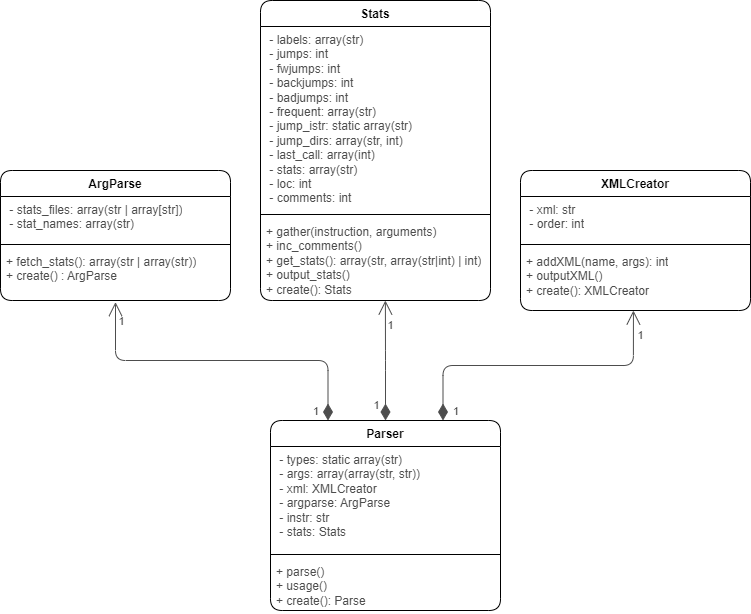 Stats
- labels: array(str)
- jumps: int
- fwjumps: int
- backjumps: int
- badjumps: int
- frequent: array(str)
- jump_istr: static array(str)
- jump_dirs: array(str, int)
- last_call: array(int)
- stats: array(str)
- loc: int
- comments: int
+ gather(instruction, arguments)
+ inc_comments()
+ get_stats(): array(str, array(str|int) | int)
+ output_stats()
+ create(): Stats
ArgParse
- stats_files: array(str | array[str])
- stat_names: array(str)
+ fetch_stats(): array(str | array(str))
+ create() : ArgParse
XMLCreator
- xml: str
- order: int
+ addXML(name, args): int
+ outputXML()
+ create(): XMLCreator
1
1
1
1
1
1
Parser
- types: static array(str)
- args: array(array(str, str))
- xml: XMLCreator
- argparse: ArgParse
- instr: str
- stats: Stats
+ parse()
+ usage()
+ create(): Parse